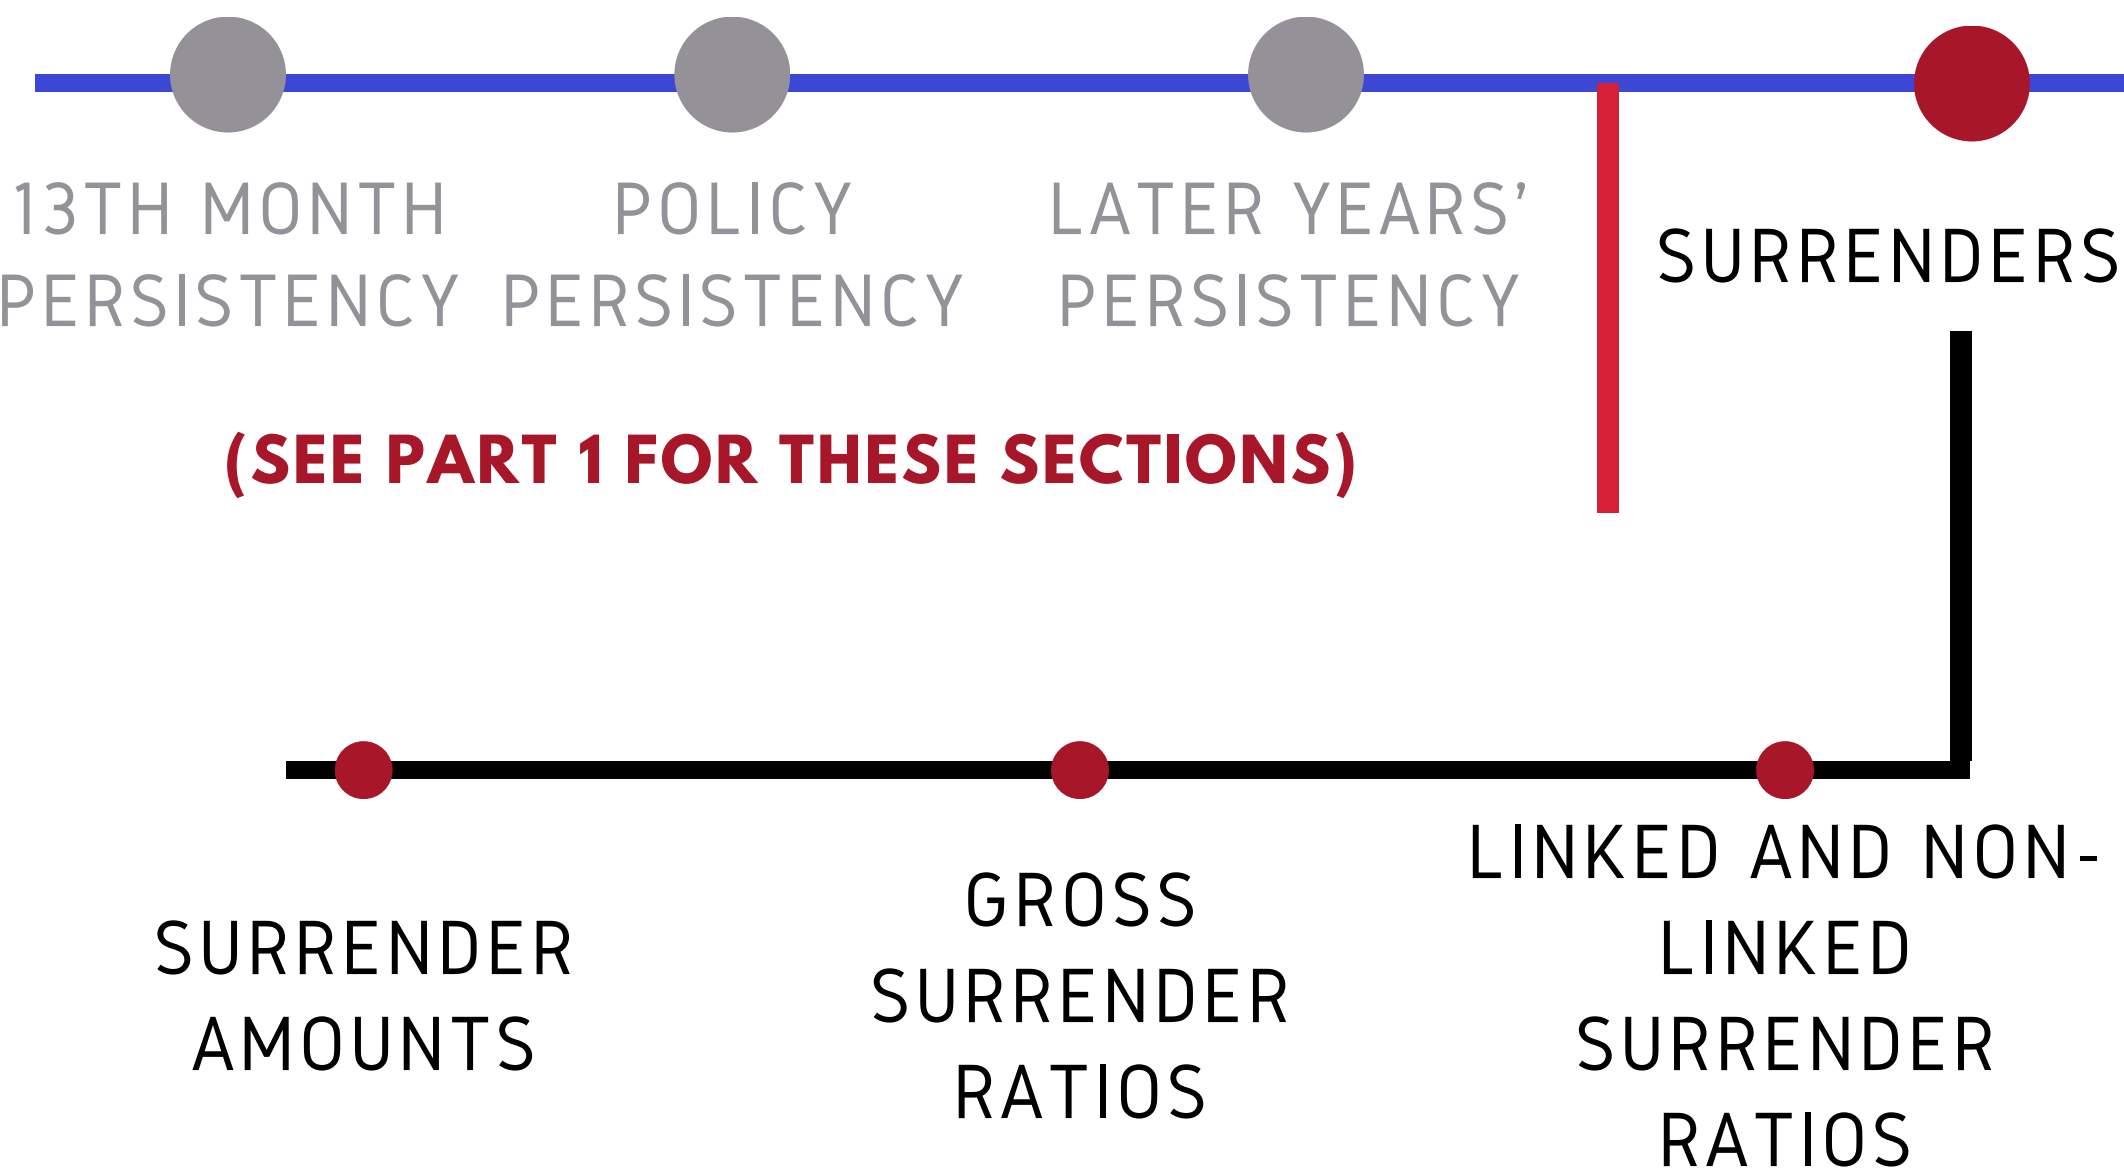 13TH MONTH
PERSISTENCY
POLICY
PERSISTENCY
LATER YEARS'
PERSISTENCY
SURRENDERS
(SEE PART 1 FOR THESE SECTIONS)
SURRENDER
AMOUNTS
GROSS
SURRENDER
RATIOS
LINKED AND NON-
LINKED
SURRENDER
RATIOS